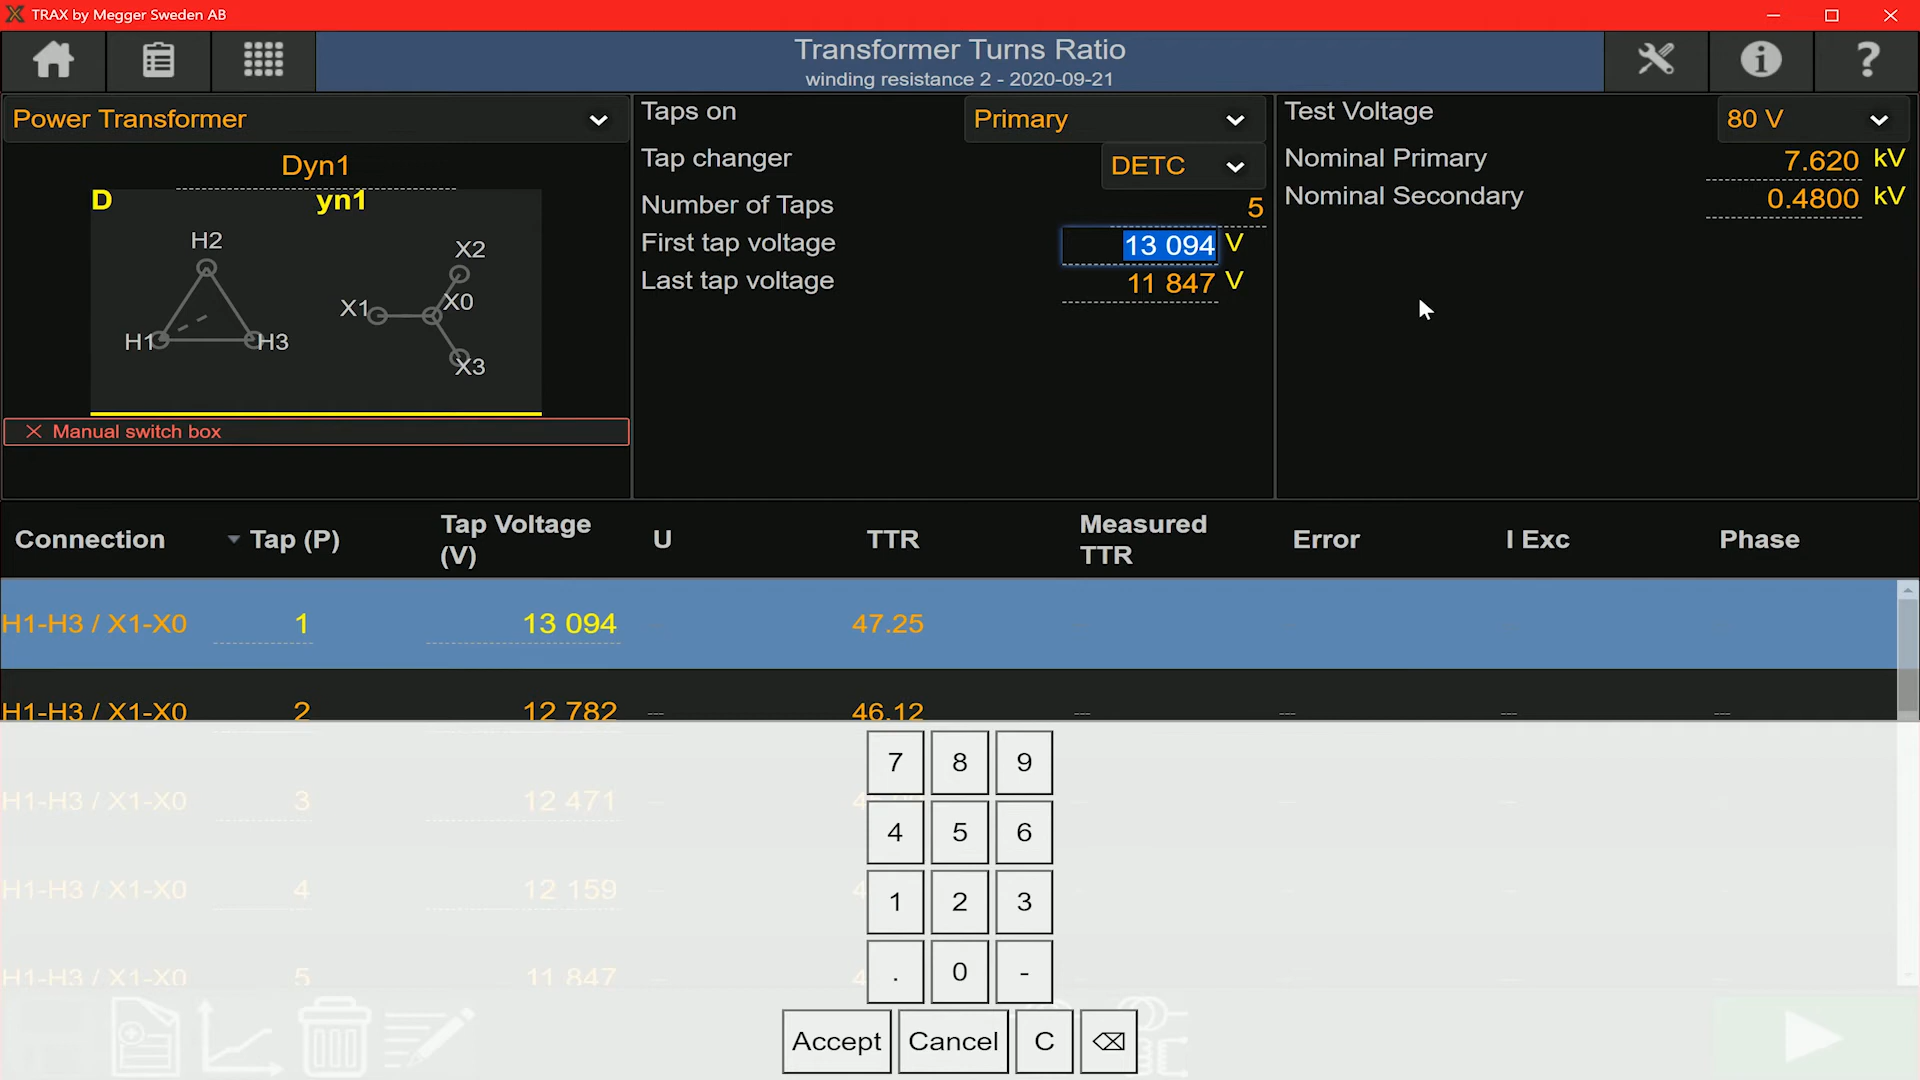 TRAX by Megger Sweden AB
Transformer Turns Ratio
winding resistance 2 - 2020-09-21
?
Power Transformer
Dyn1
D
yn1
H2
H1
H3
X2
X1
X0
X3
× Manual switch box
Taps on
Primary
Tap changer
DETC
Number of Taps
5
First tap voltage
13 094 V
Last tap voltage
11 847 V
Test Voltage
80 V
Nominal Primary
7.620 kV
Nominal Secondary
0.4800 kV
Connection
Tap (P)
Tap Voltage
(V)
U
TTR
Measured
TTR
Error
I Exc
Phase
H1-H3 / X1-X0 1 13 094 47.25
H1-H3 / X1-X0 2 12 782 --- 46.12 --- --- --- ---
H1-H3 / X1-X0 3 12 471
H1-H3 / X1-X0 4 12 159
H1-H3 / X1-X0 5 11 847
7 8 9
4 5 6
1 2 3
. 0 -
Accept Cancel C